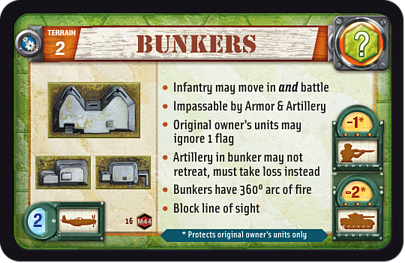 TERRAIN
2
BUNKERS
?
• Infantry may move in and battle
• Impassable by Armor & Artillery
• Original owner's units may
ignore 1 flag
• Artillery in bunker may not
retreat, must take loss instead
• Bunkers have 360º arc of fire
• Block line of sight
-1*
-2*
2
16 M44
* Protects original owner's units only